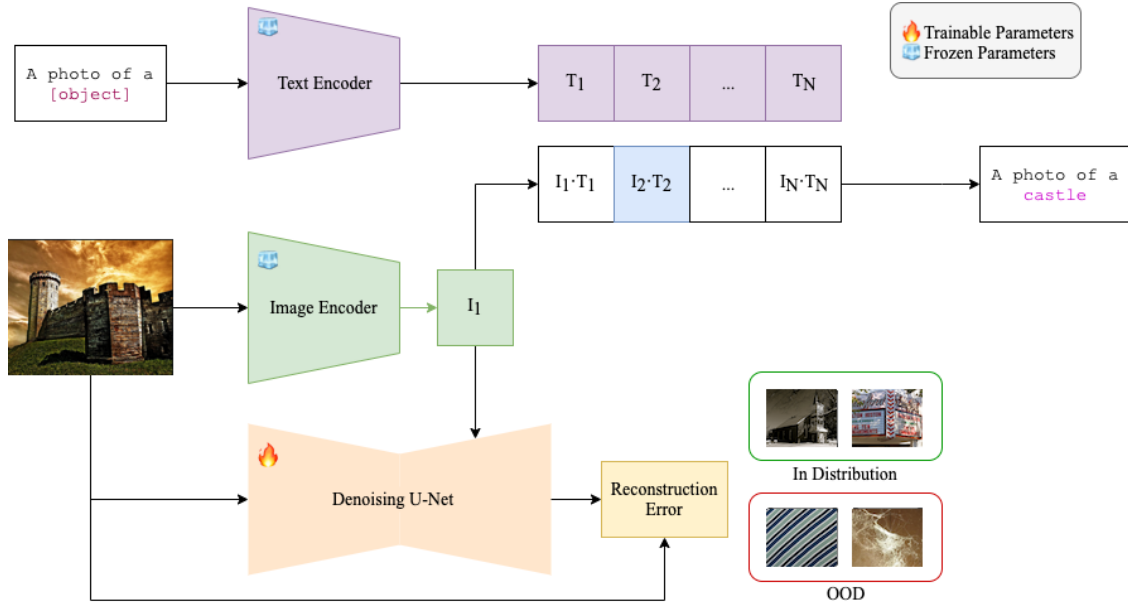 Trainable Parameters
Frozen Parameters
A photo of a
[object]
Text Encoder
T1 T2 ... TN
I1·T1 I2·T2 ... IN·TN
A photo of a
castle
Image Encoder
I1
Denoising U-Net
Reconstruction
Error
In Distribution
OOD